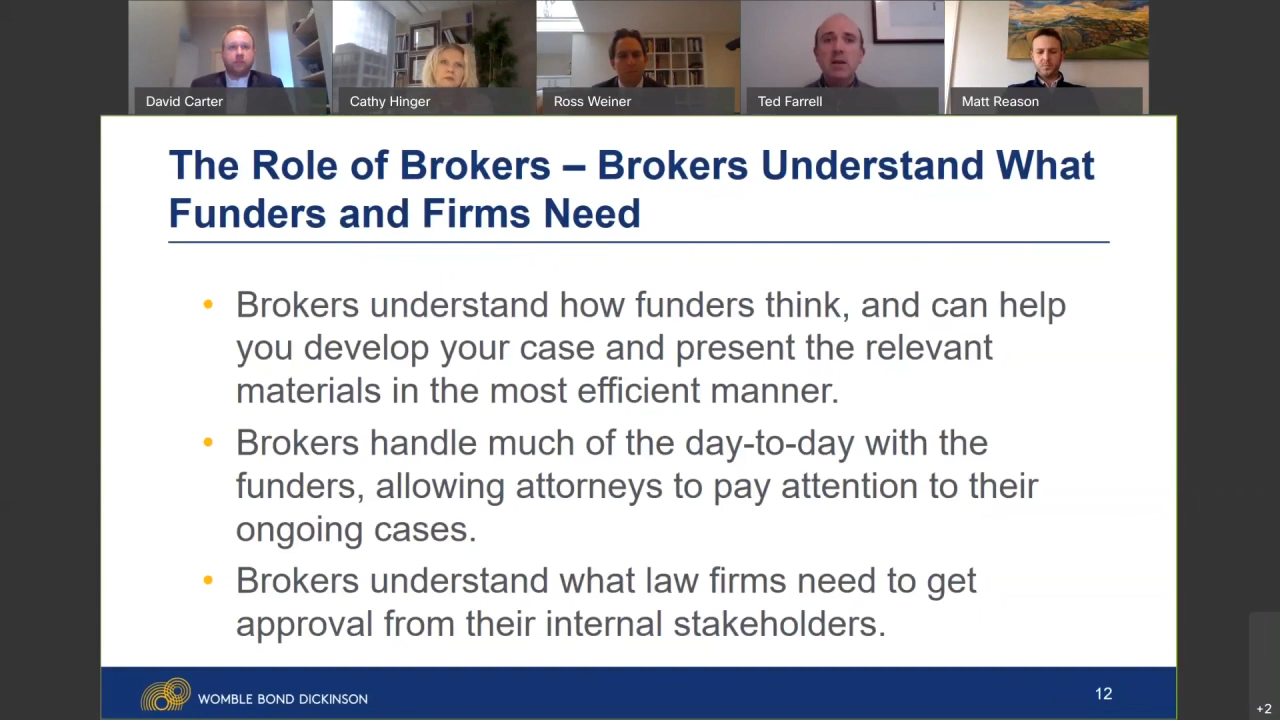 David Carter
Cathy Hinger
Ross Weiner
Ted Farrell
Matt Reason
The Role of Brokers – Brokers Understand What
Funders and Firms Need
• Brokers understand how funders think, and can help
you develop your case and present the relevant
materials in the most efficient manner.
• Brokers handle much of the day-to-day with the
funders, allowing attorneys to pay attention to their
ongoing cases.
• Brokers understand what law firms need to get
approval from their internal stakeholders.
WOMBLE BOND DICKINSON
12
+2